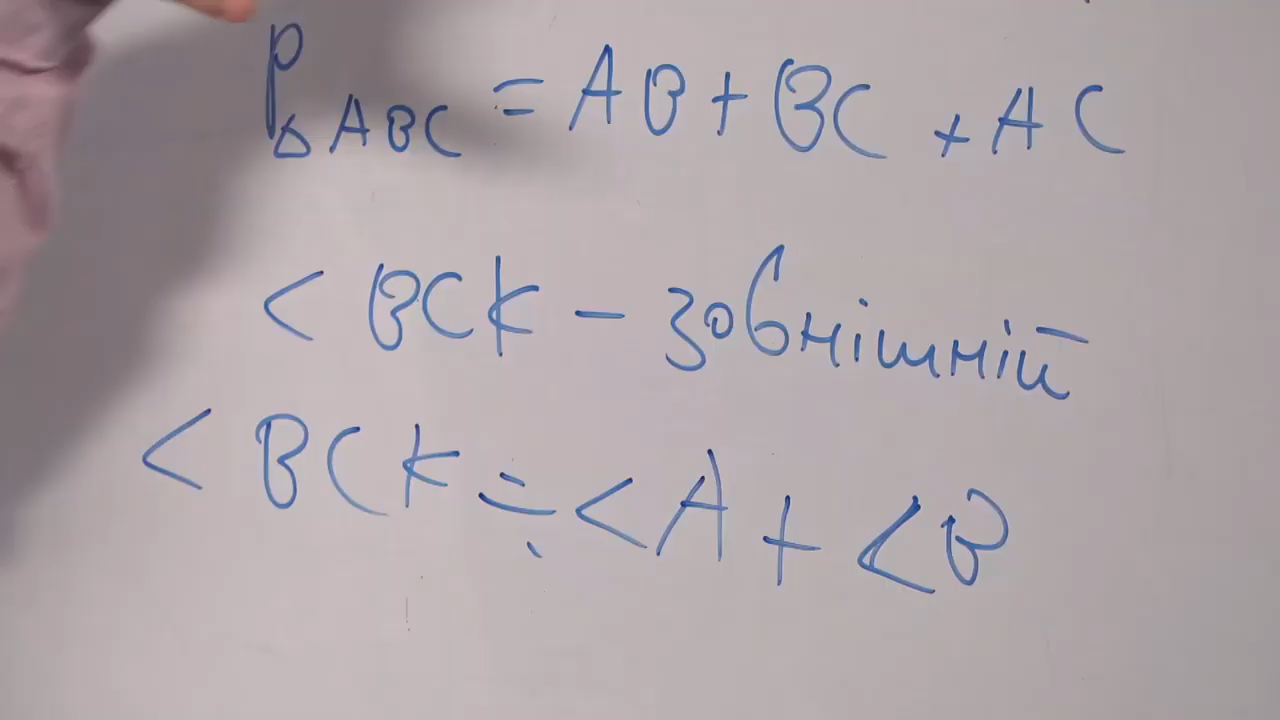 P△ABC = AB + BC + AC
< BCK - зовнішній
< BCK = < A + < B